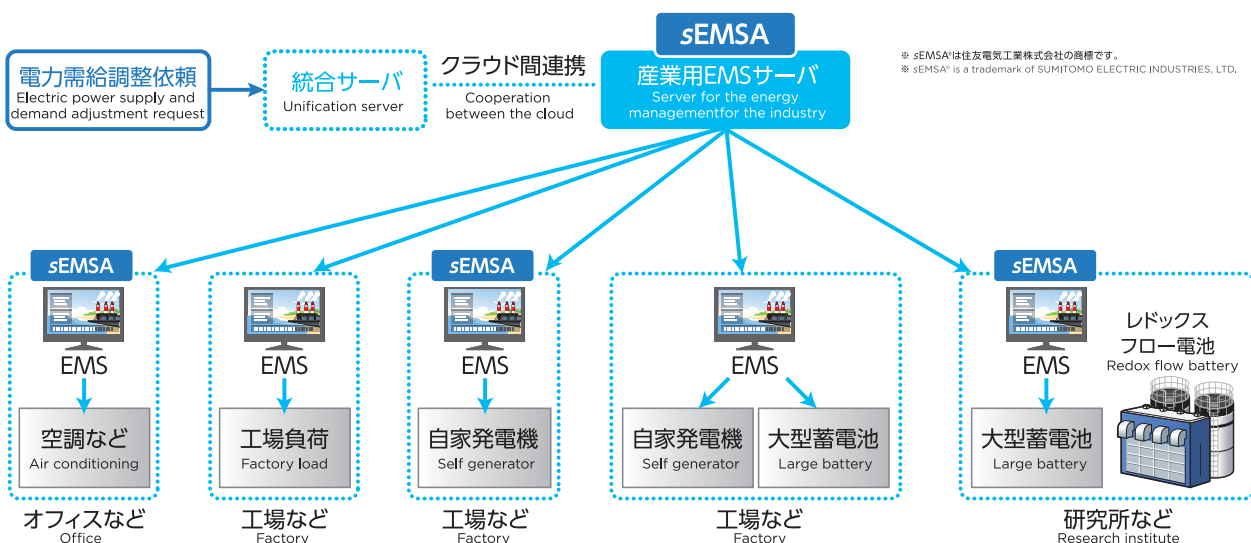 sEMSA
電力需給調整依頼
Electric power supply and
demand adjustment request
統合サーバ
Unification server
クラウド間連携
Cooperation
between the cloud
産業用EMSサーバ
Server for the energy
managementfor the industry
※ sEMSA®は住友電気工業株式会社の商標です。
※ sEMSA® is a trademark of SUMITOMO ELECTRIC INDUSTRIES, LTD.
sEMSA
EMS
空調など
Air conditioning
オフィスなど
Office
EMS
工場負荷
Factory load
工場など
Factory
sEMSA
EMS
自家発電機
Self generator
工場など
Factory
EMS
自家発電機
Self generator
大型蓄電池
Large battery
工場など
Factory
sEMSA
EMS
大型蓄電池
Large battery
レドックス
フロー電池
Redox flow battery
研究所など
Research institute